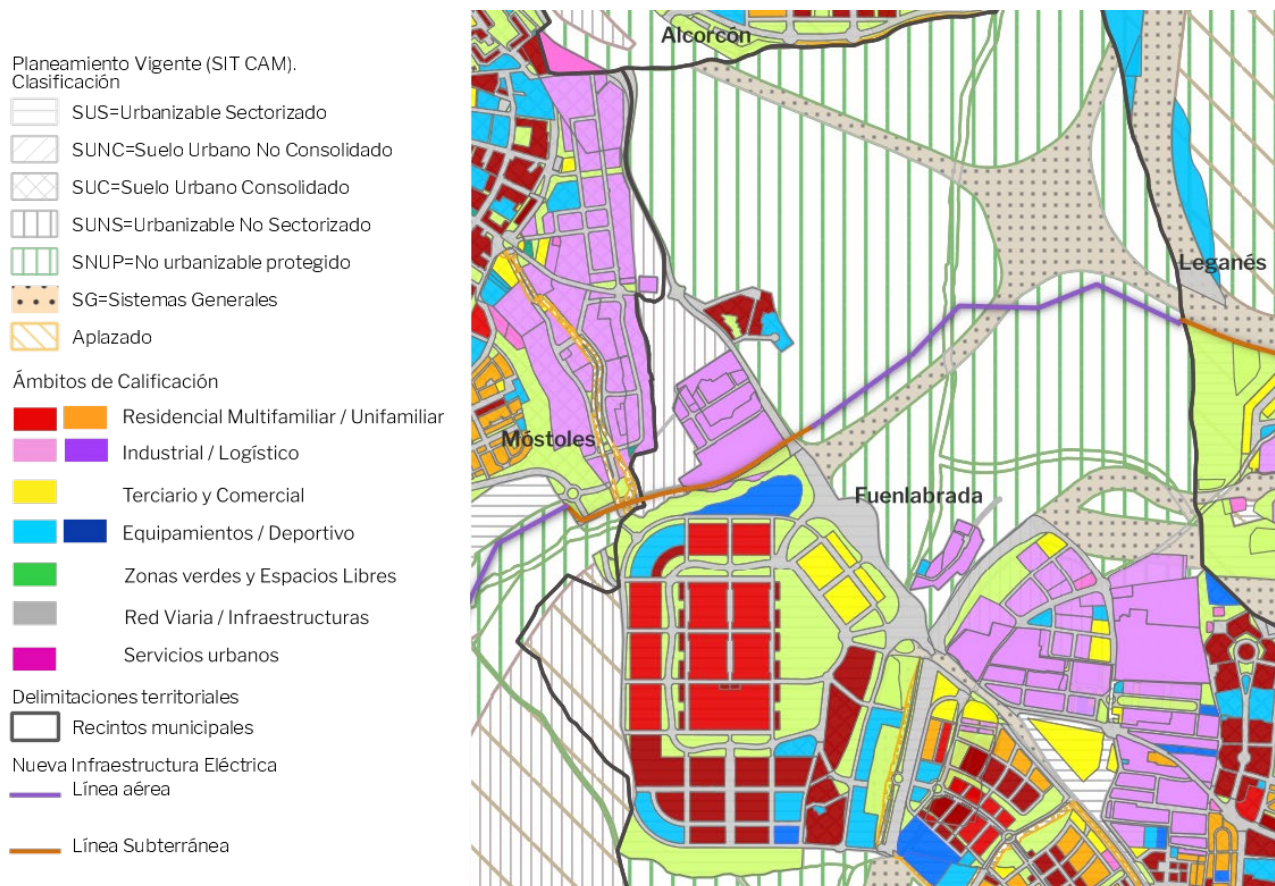 Planeamiento Vigente (SIT CAM).
Clasificación
SUS=Urbanizable Sectorizado
SUNC=Suelo Urbano No Consolidado
SUC=Suelo Urbano Consolidado
SUNS=Urbanizable No Sectorizado
SNUP=No urbanizable protegido
SG=Sistemas Generales
Aplazado
Ámbitos de Calificación
Residencial Multifamiliar / Unifamiliar
Industrial / Logístico
Terciario y Comercial
Equipamientos / Deportivo
Zonas verdes y Espacios Libres
Red Viaria / Infraestructuras
Servicios urbanos
Delimitaciones territoriales
Recintos municipales
Nueva Infraestructura Eléctrica
Línea aérea
Línea Subterránea
Alcorcón
Leganés
Móstoles
Fuenlabrada